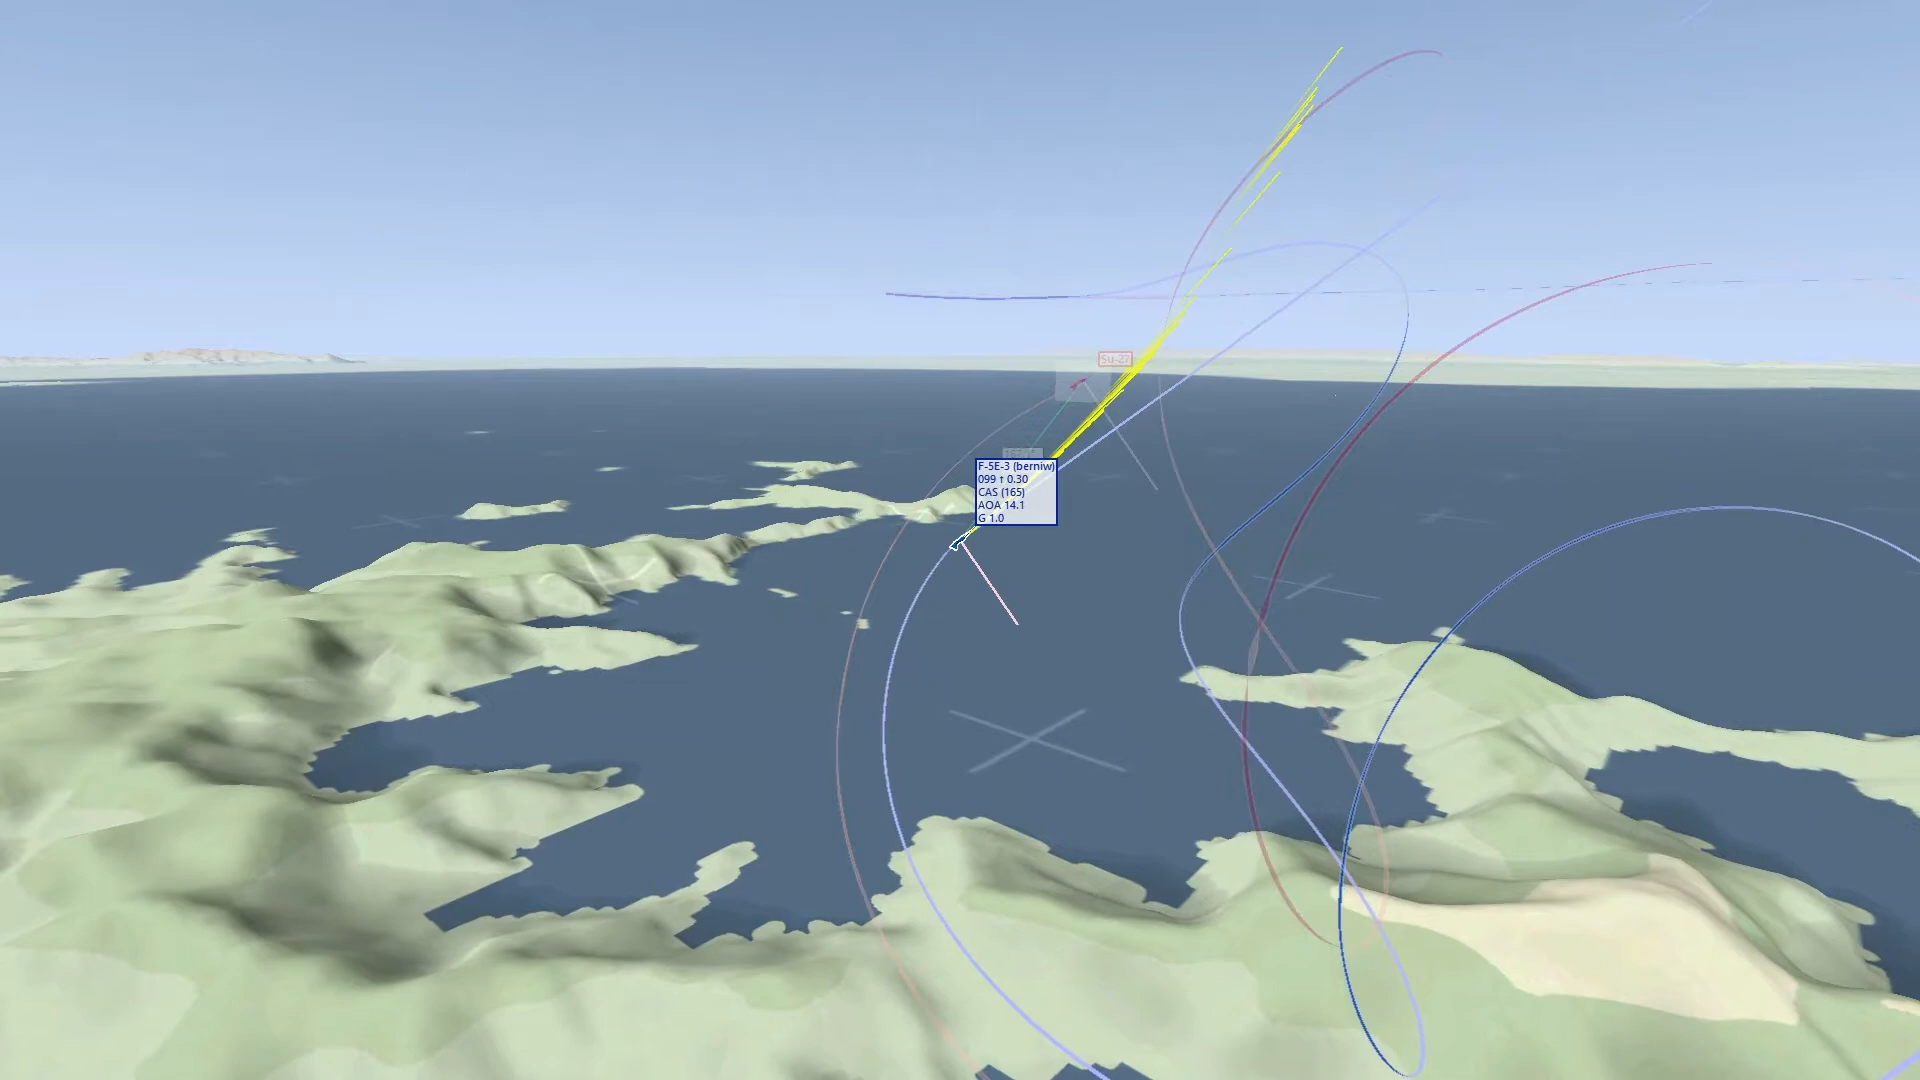 Su-27
F-5E-3 (berniw)
099 ↑ 0.30
CAS (165)
AOA 14.1
G 1.0